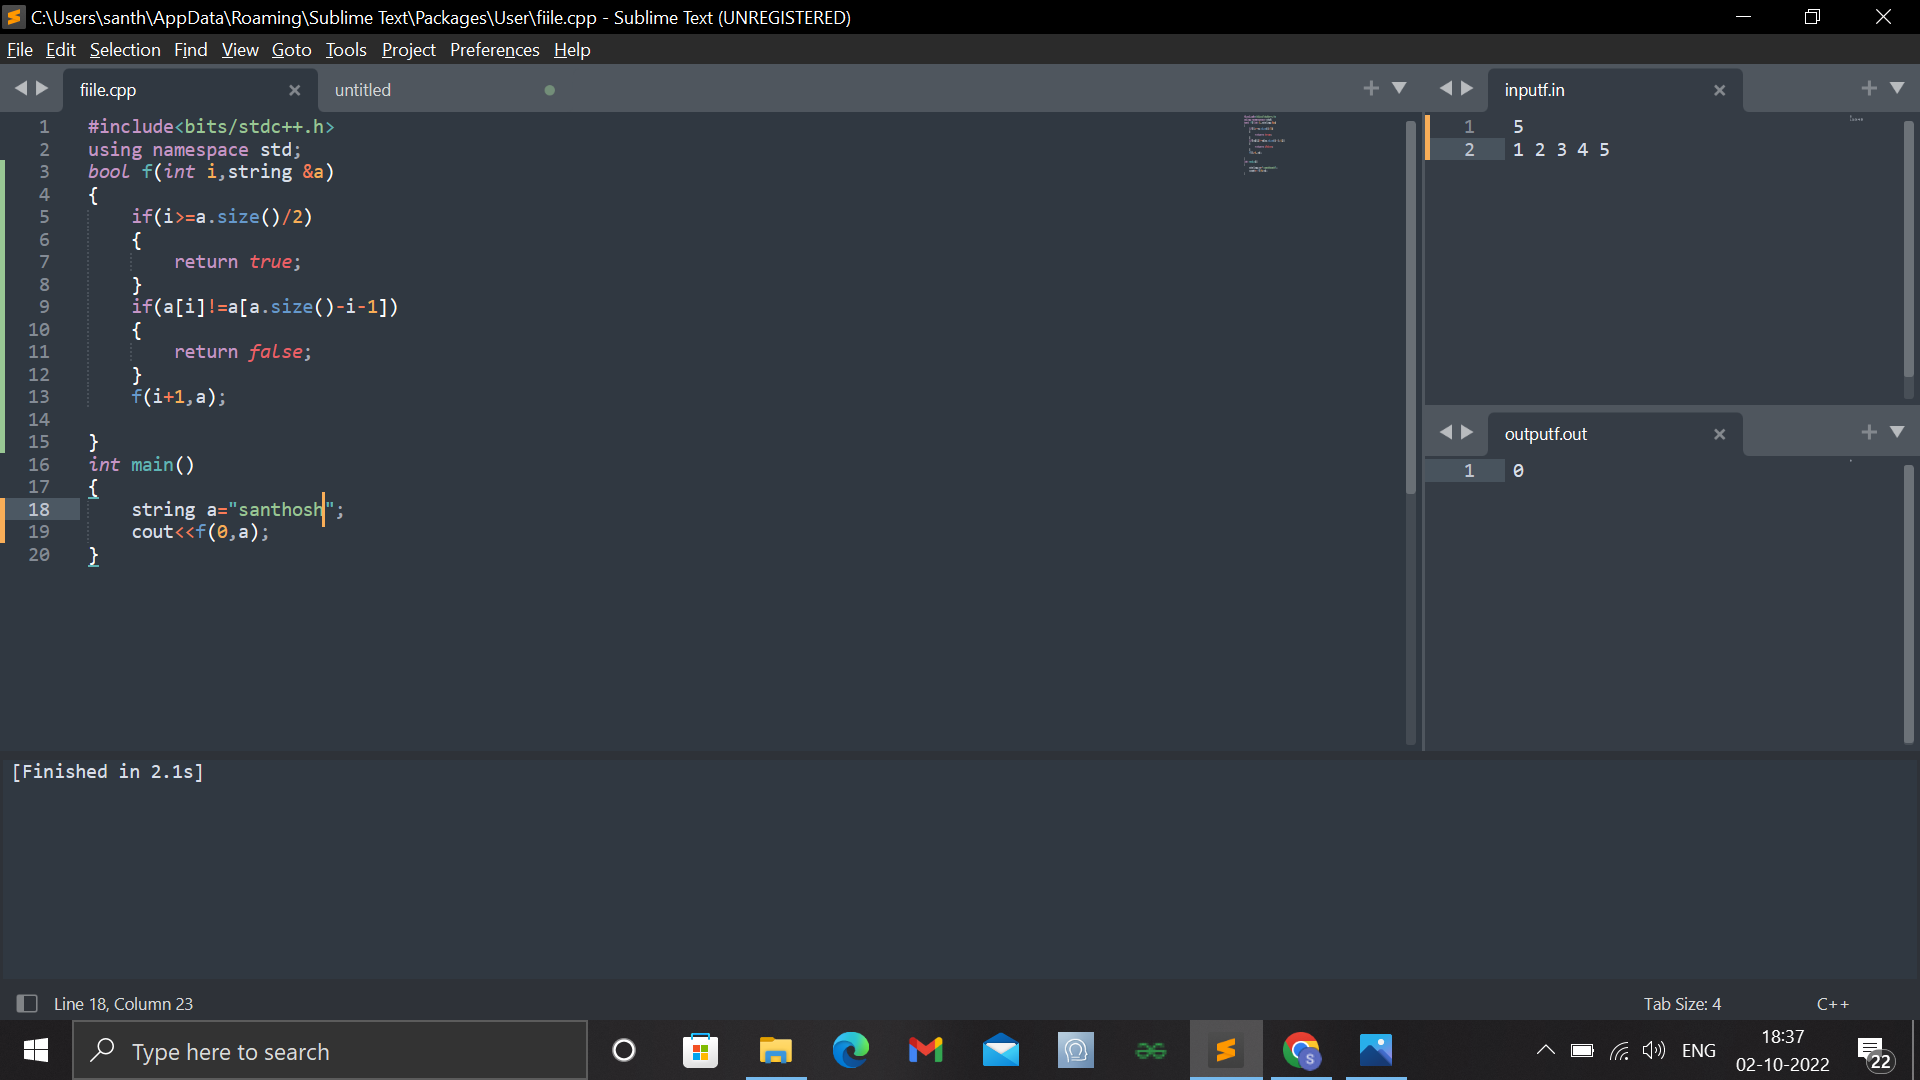 C:\Users\santh\AppData\Roaming\Sublime Text\Packages\User\fiile.cpp - Sublime Text (UNREGISTERED)
File Edit Selection Find View Goto Tools Project Preferences Help
fiile.cpp
untitled
1 #include<bits/stdc++.h>
2 using namespace std;
3 bool f(int i,string &a)
4 {
5 if(i>=a.size()/2)
6 {
7 return true;
8 }
9 if(a[i]!=a[a.size()-i-1])
10 {
11 return false;
12 }
13 f(i+1,a);
14
15 }
16 int main()
17 {
18 string a="santhosh";
19 cout<<f(0,a);
20 }
inputf.in
1 5
2 1 2 3 4 5
outputf.out
1 0
[Finished in 2.1s]
Line 18, Column 23
Tab Size: 4
C++
Type here to search
S
ENG
18:37
02-10-2022
22